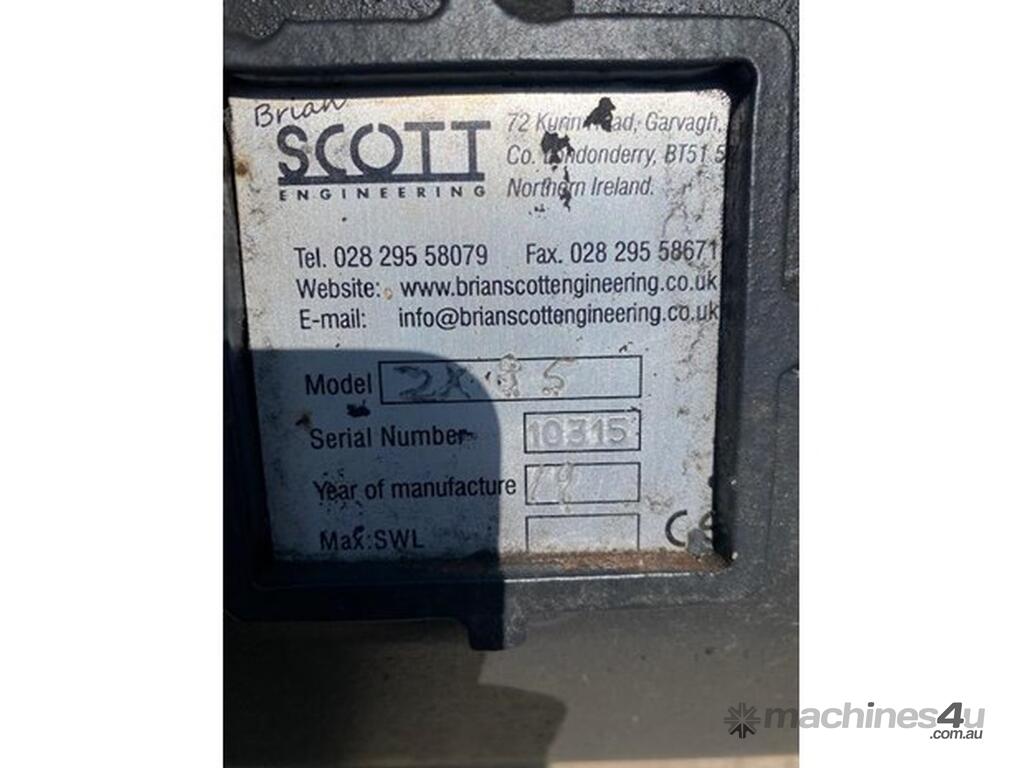 Brian
SCOTT
ENGINEERING
72 Garvagh,
Co. Londonderry, BT51
Northern Ireland.
Tel. 028 295 58079 Fax. 028 295 58671
Website: www.brianscottengineering.co.uk
E-mail: info@brianscottengineering.co.uk
Model
Serial Number 10315
Year of manufacture 19
Max:SWL CE
machines4u
.com.au